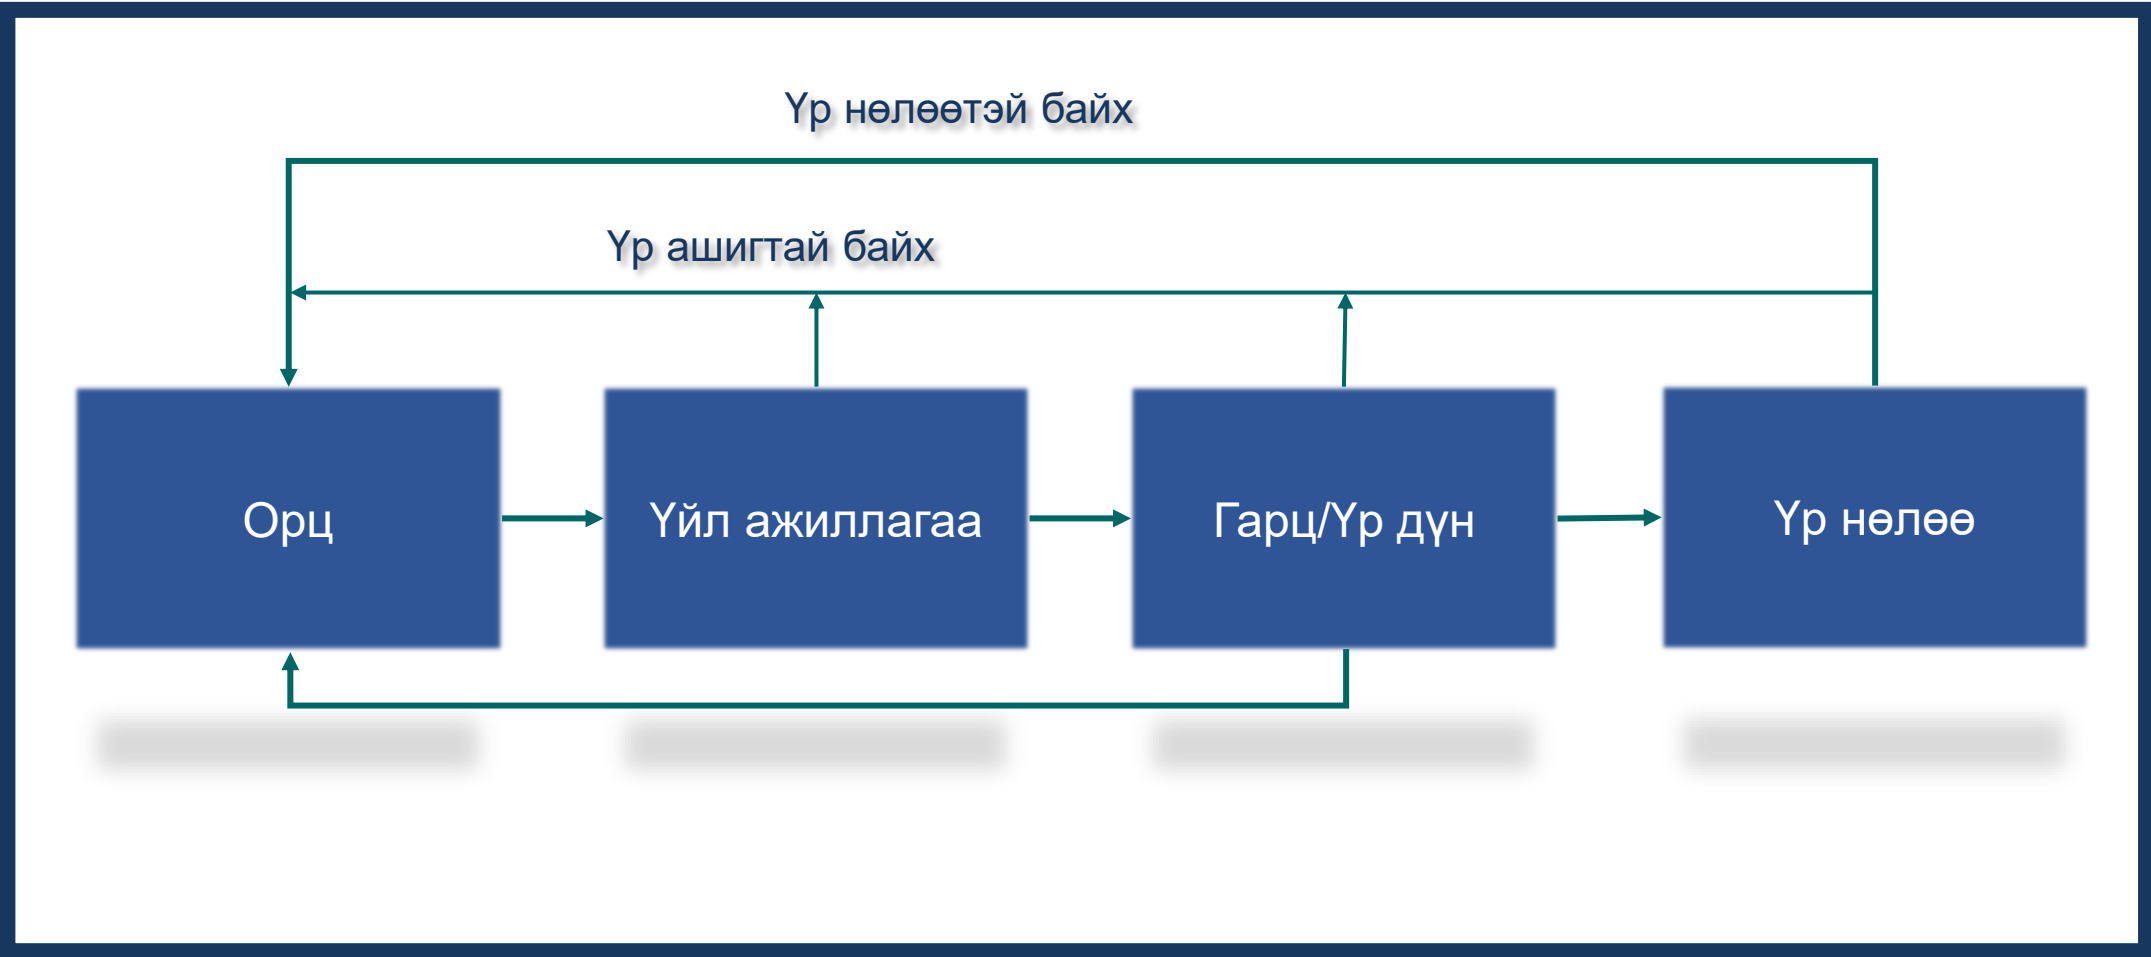 Үр нөлөөтэй байх
Үр ашигтай байх
Орц
Үйл ажиллагаа
Гарц/Үр дүн
Үр нөлөө